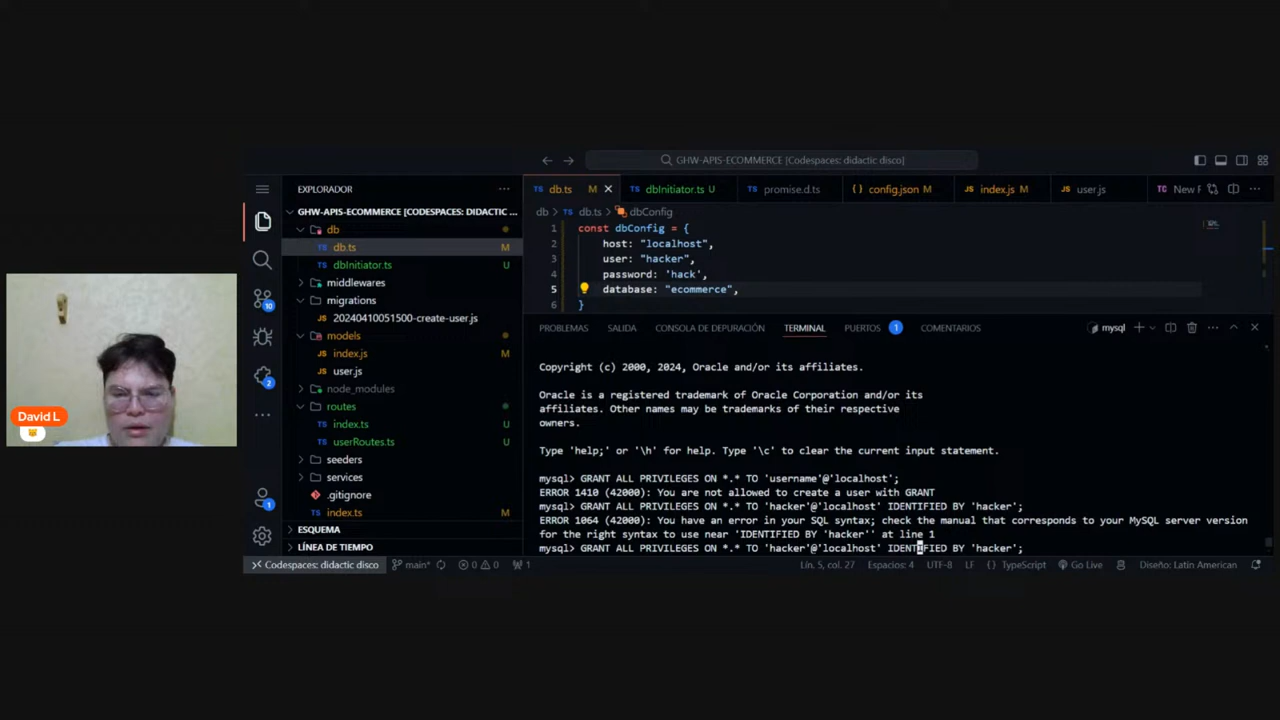 GHW-APIS-ECOMMERCE [Codespaces: didactic disco]
EXPLORADOR
GHW-APIS-ECOMMERCE [CODESPACES: DIDACTIC ...
db
db.ts M
dbInitiator.ts U
middlewares
migrations
20240410051500-create-user.js
models
index.js M
user.js
node_modules
routes
index.ts U
userRoutes.ts U
seeders
services
.gitignore
index.ts M
ESQUEMA
LÍNEA DE TIEMPO
10
2
1
db.ts M
dbInitiator.ts U
promise.d.ts
config.json M
index.js M
user.js
New
db > db.ts > dbConfig
1 const dbConfig = {
2 host: "localhost",
3 user: "hacker",
4 password: 'hack',
5 database: "ecommerce",
6 }
PROBLEMAS SALIDA CONSOLA DE DEPURACIÓN TERMINAL PUERTOS 1 COMENTARIOS
mysql
Copyright (c) 2000, 2024, Oracle and/or its affiliates.
Oracle is a registered trademark of Oracle Corporation and/or its
affiliates. Other names may be trademarks of their respective
owners.
Type 'help;' or '\h' for help. Type '\c' to clear the current input statement.
mysql> GRANT ALL PRIVILEGES ON *.* TO 'username'@'localhost';
ERROR 1410 (42000): You are not allowed to create a user with GRANT
mysql> GRANT ALL PRIVILEGES ON *.* TO 'hacker'@'localhost' IDENTIFIED BY 'hacker';
ERROR 1064 (42000): You have an error in your SQL syntax; check the manual that corresponds to your MySQL server version
for the right syntax to use near 'IDENTIFIED BY 'hacker'' at line 1
mysql> GRANT ALL PRIVILEGES ON *.* TO 'hacker'@'localhost' IDENTIFIED BY 'hacker';
Codespaces: didactic disco main* 0 0 1 Lín. 5, col. 27 Espacios: 4 UTF-8 LF {} TypeScript Go Live Diseño: Latin American
David L